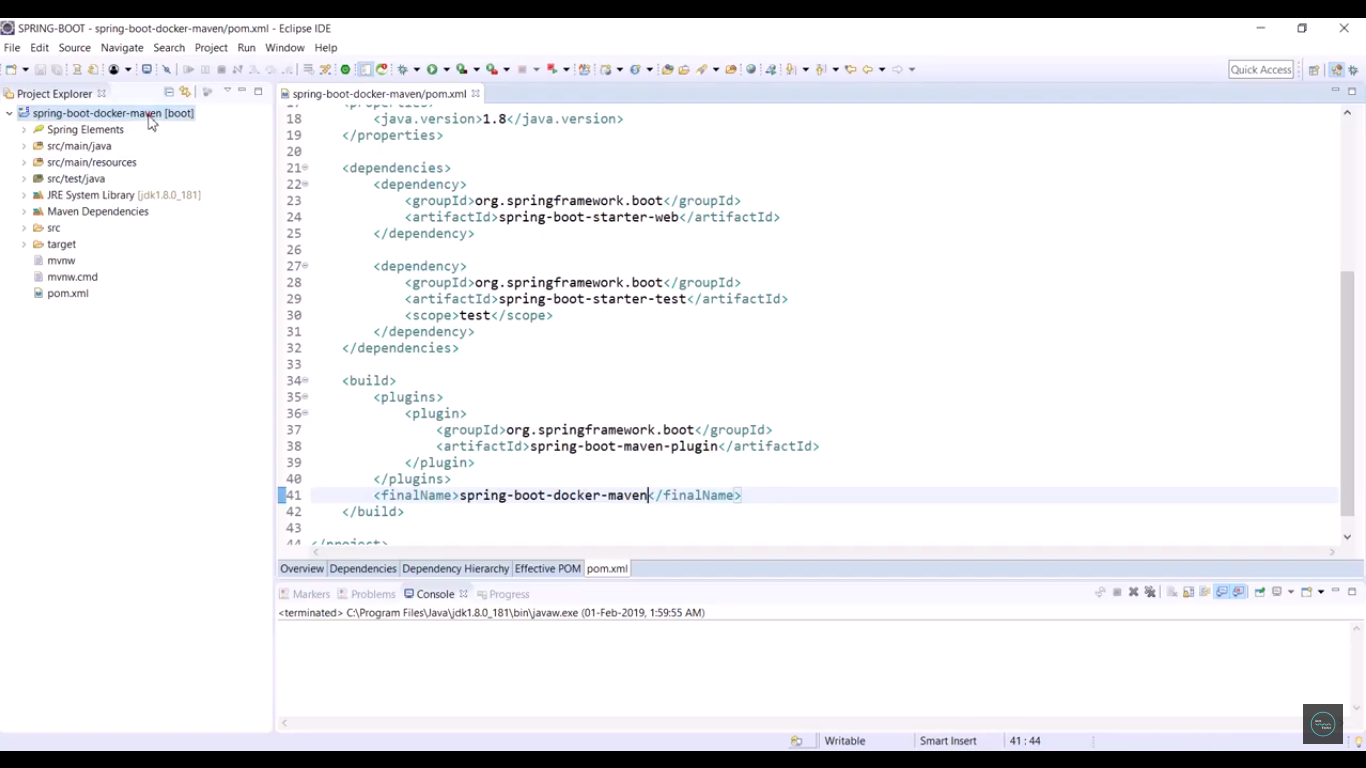 SPRING-BOOT - spring-boot-docker-maven/pom.xml - Eclipse IDE
File Edit Source Navigate Search Project Run Window Help
Quick Access
Project Explorer
spring-boot-docker-maven [boot]
Spring Elements
src/main/java
src/main/resources
src/test/java
JRE System Library [jdk1.8.0_181]
Maven Dependencies
src
target
mvnw
mvnw.cmd
pom.xml
spring-boot-docker-maven/pom.xml
17 <properties>
18 <java.version>1.8</java.version>
19 </properties>
20
21 <dependencies>
22 <dependency>
23 <groupId>org.springframework.boot</groupId>
24 <artifactId>spring-boot-starter-web</artifactId>
25 </dependency>
26
27 <dependency>
28 <groupId>org.springframework.boot</groupId>
29 <artifactId>spring-boot-starter-test</artifactId>
30 <scope>test</scope>
31 </dependency>
32 </dependencies>
33
34 <build>
35 <plugins>
36 <plugin>
37 <groupId>org.springframework.boot</groupId>
38 <artifactId>spring-boot-maven-plugin</artifactId>
39 </plugin>
40 </plugins>
41 <finalName>spring-boot-docker-maven</finalName>
42 </build>
43
44 </project>
Overview Dependencies Dependency Hierarchy Effective POM pom.xml
Markers Problems Console Progress
<terminated> C:\Program Files\Java\jdk1.8.0_181\bin\javaw.exe (01-Feb-2019, 1:59:55 AM)
Writable Smart Insert 41 : 44